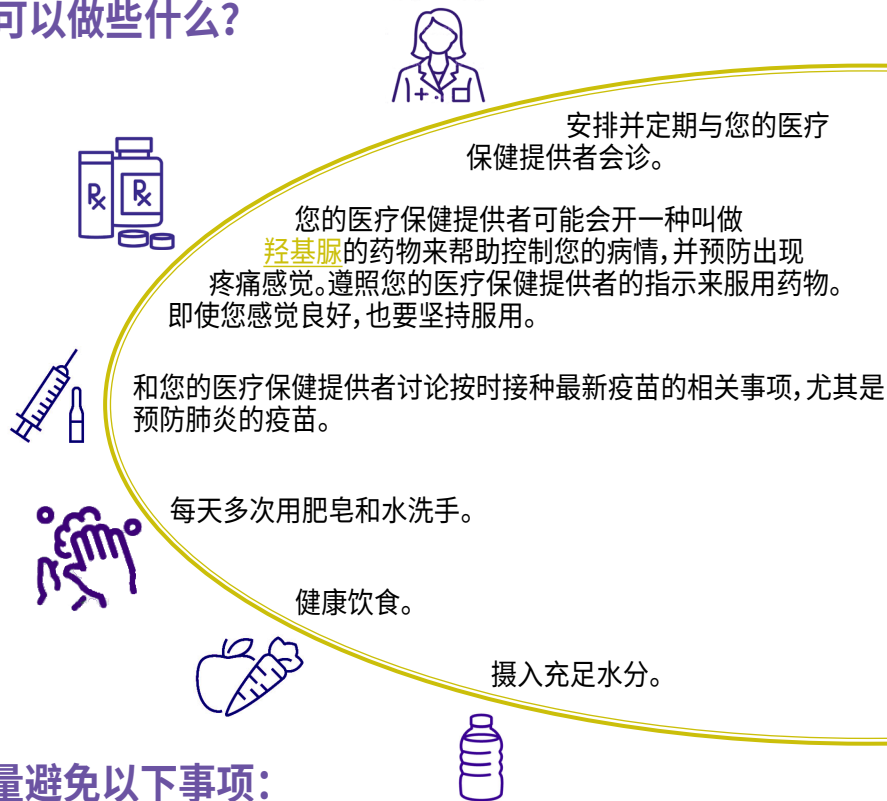 可以做些什么？
安排并定期与您的医疗
保健提供者会诊。
您的医疗保健提供者可能会开一种叫做
羟基脲的药物来帮助控制您的病情，并预防出现
疼痛感觉。遵照您的医疗保健提供者的指示来服用药物。
即使您感觉良好，也要坚持服用。
和您的医疗保健提供者讨论按时接种最新疫苗的相关事项，尤其是
预防肺炎的疫苗。
每天多次用肥皂和水洗手。
健康饮食。
摄入充足水分。
量避免以下事项：